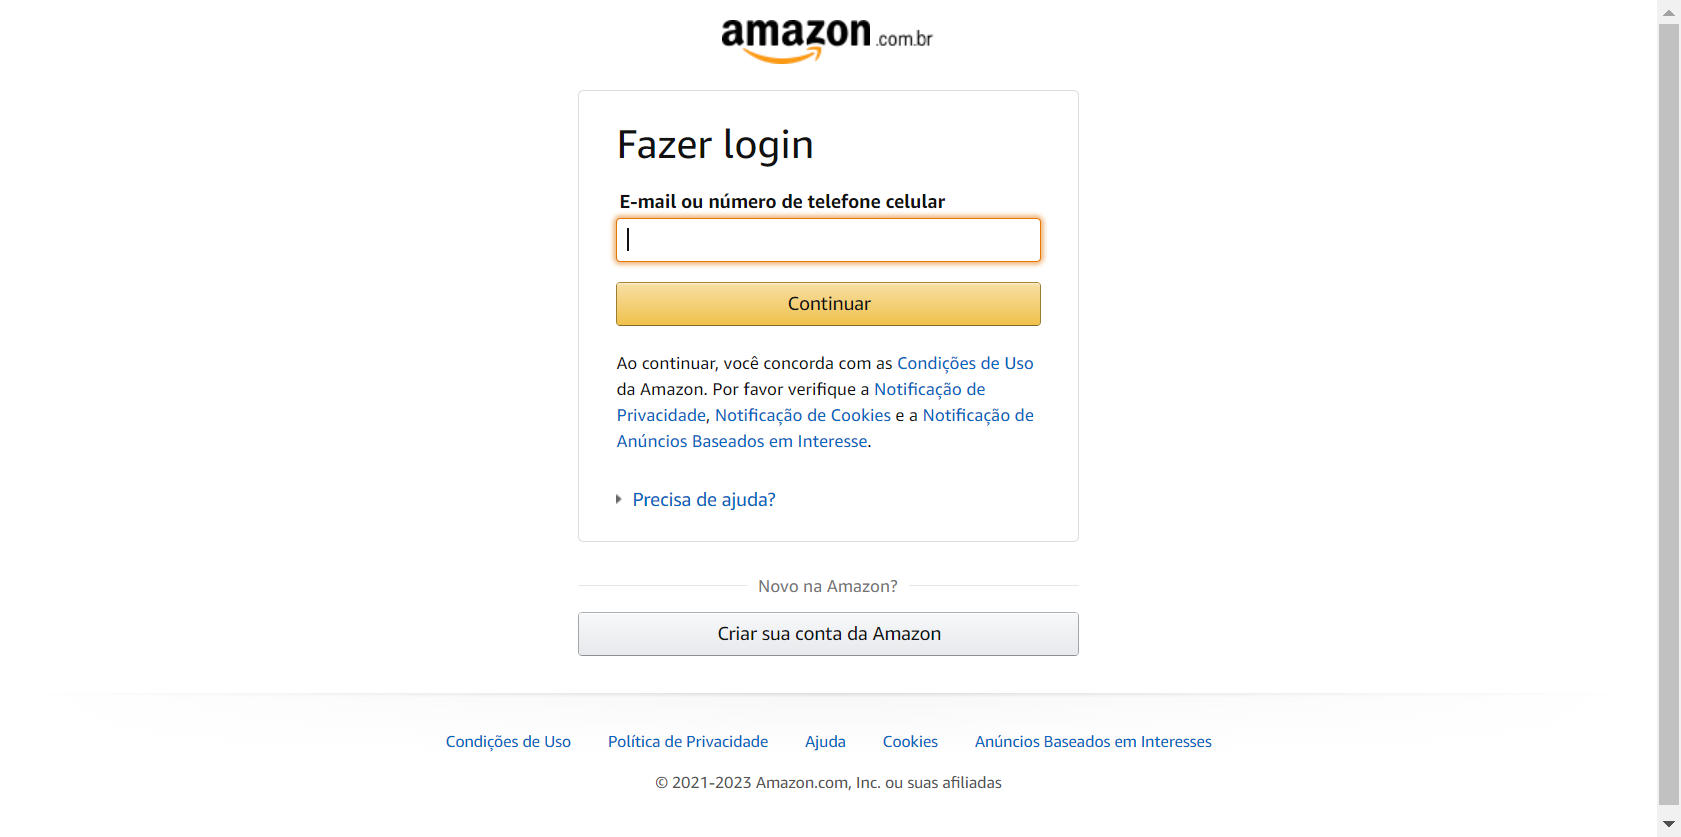 amazon.com.br
Fazer login
E-mail ou número de telefone celular
Continuar
Ao continuar, você concorda com as Condições de Uso
da Amazon. Por favor verifique a Notificação de
Privacidade, Notificação de Cookies e a Notificação de
Anúncios Baseados em Interesse.
Precisa de ajuda?
Novo na Amazon?
Criar sua conta da Amazon
Condições de Uso Política de Privacidade Ajuda Cookies Anúncios Baseados em Interesses
© 2021-2023 Amazon.com, Inc. ou suas afiliadas